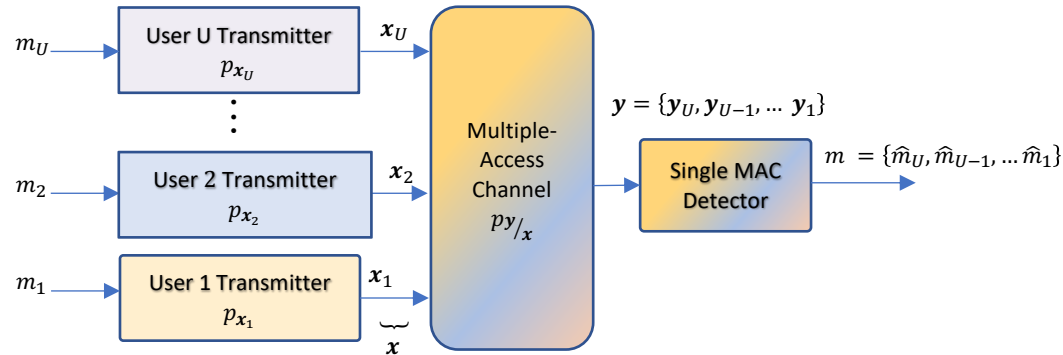 m_U
User U Transmitter
p_{x_U}
x_U
⋮
m_2
User 2 Transmitter
p_{x_2}
x_2
m_1
User 1 Transmitter
p_{x_1}
x_1
x
Multiple-
Access
Channel
p_{y/x}
y = {y_U, y_{U−1}, … y_1}
Single MAC
Detector
m = {m̂_U, m̂_{U−1}, … m̂_1}